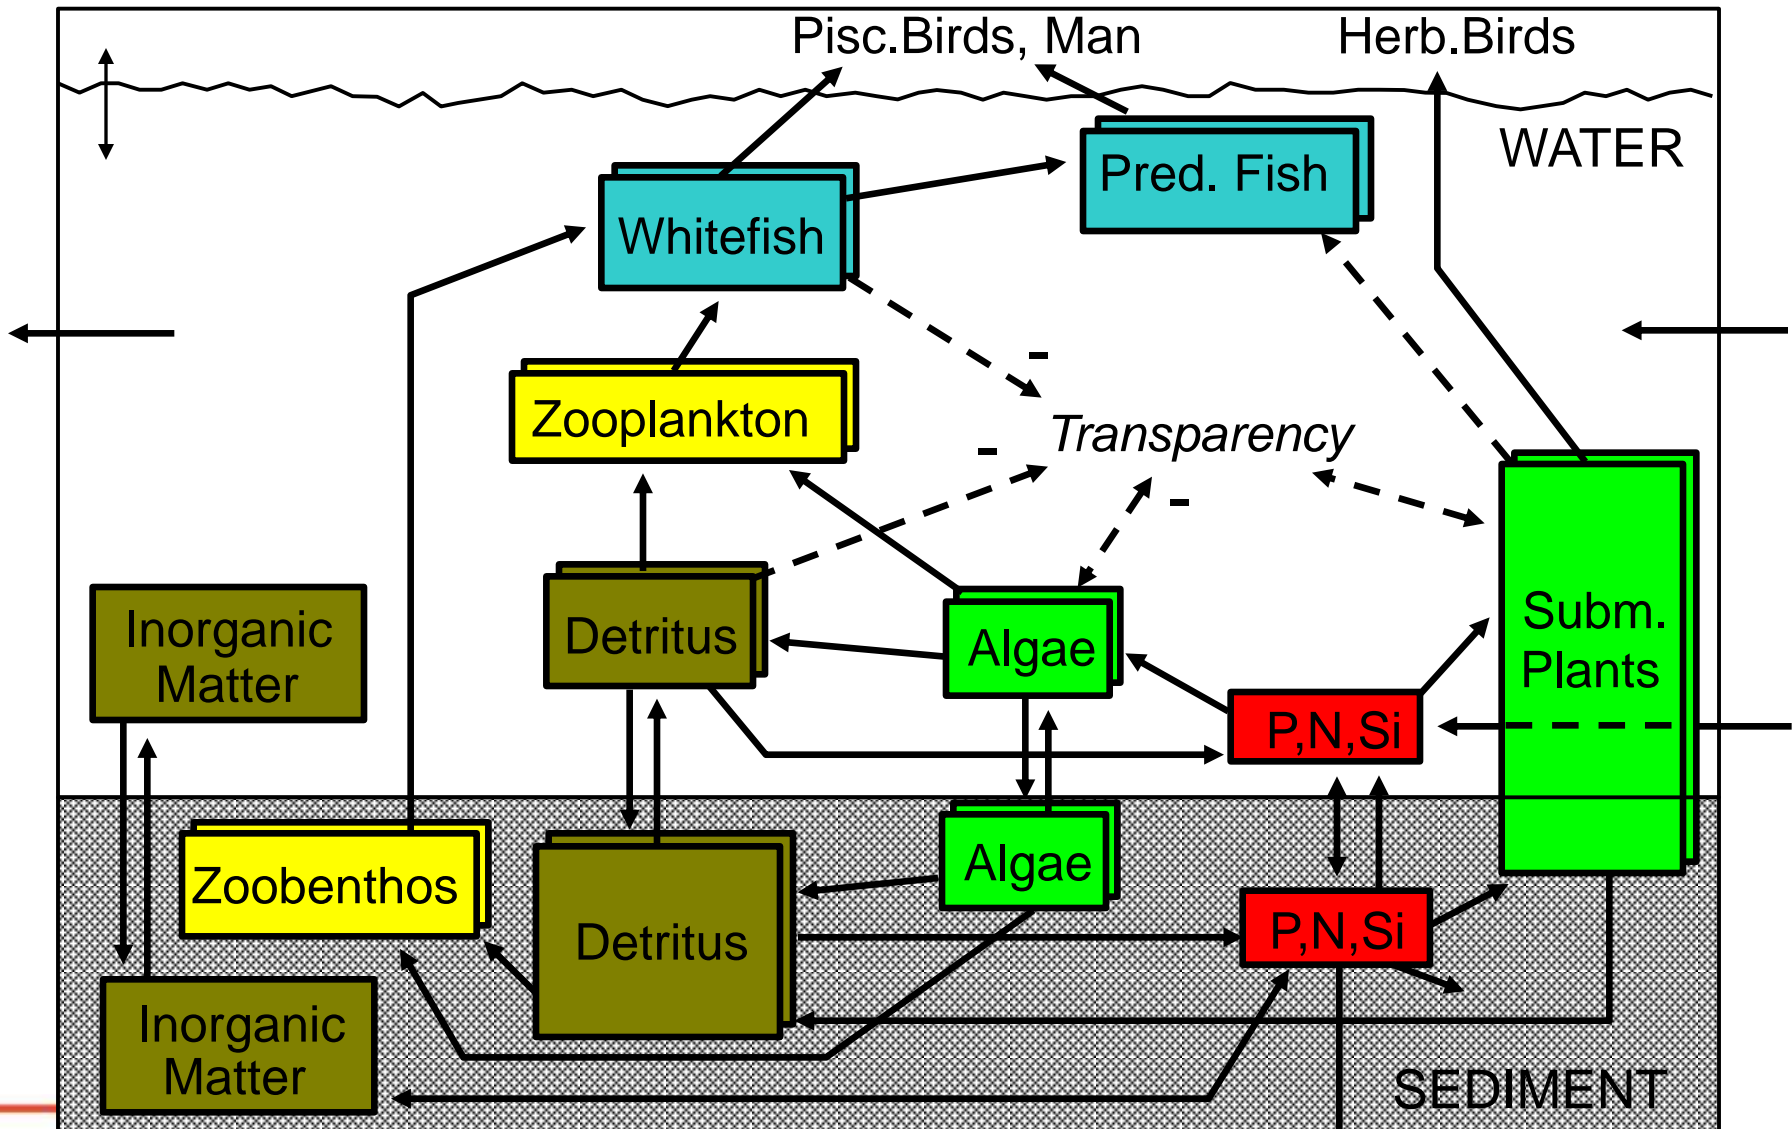 Pisc.Birds, Man
Herb.Birds
WATER
Pred. Fish
Whitefish
-
Zooplankton
-
Transparency
-
Inorganic
Matter
Detritus
Algae
Subm.
Plants
P,N,Si
Zoobenthos
Detritus
Algae
P,N,Si
Inorganic
Matter
SEDIMENT